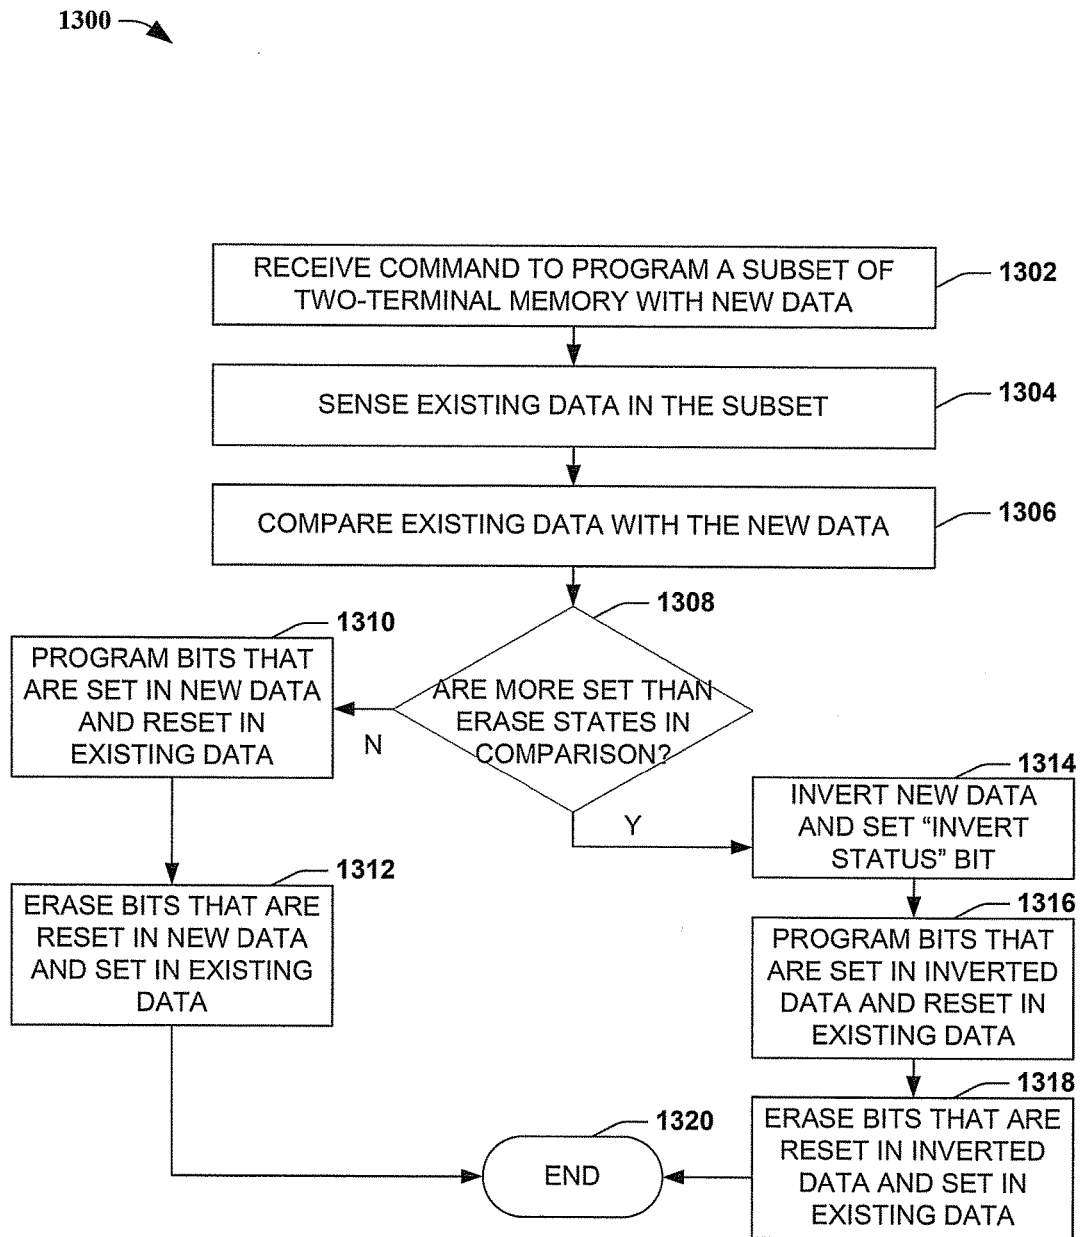 1300
RECEIVE COMMAND TO PROGRAM A SUBSET OF
TWO-TERMINAL MEMORY WITH NEW DATA
1302
SENSE EXISTING DATA IN THE SUBSET
1304
COMPARE EXISTING DATA WITH THE NEW DATA
1306
1308
ARE MORE SET THAN
ERASE STATES IN
COMPARISON?
N
Y
1310
PROGRAM BITS THAT
ARE SET IN NEW DATA
AND RESET IN
EXISTING DATA
1312
ERASE BITS THAT ARE
RESET IN NEW DATA
AND SET IN EXISTING
DATA
1314
INVERT NEW DATA
AND SET “INVERT
STATUS” BIT
1316
PROGRAM BITS THAT
ARE SET IN INVERTED
DATA AND RESET IN
EXISTING DATA
1318
ERASE BITS THAT ARE
RESET IN INVERTED
DATA AND SET IN
EXISTING DATA
1320
END